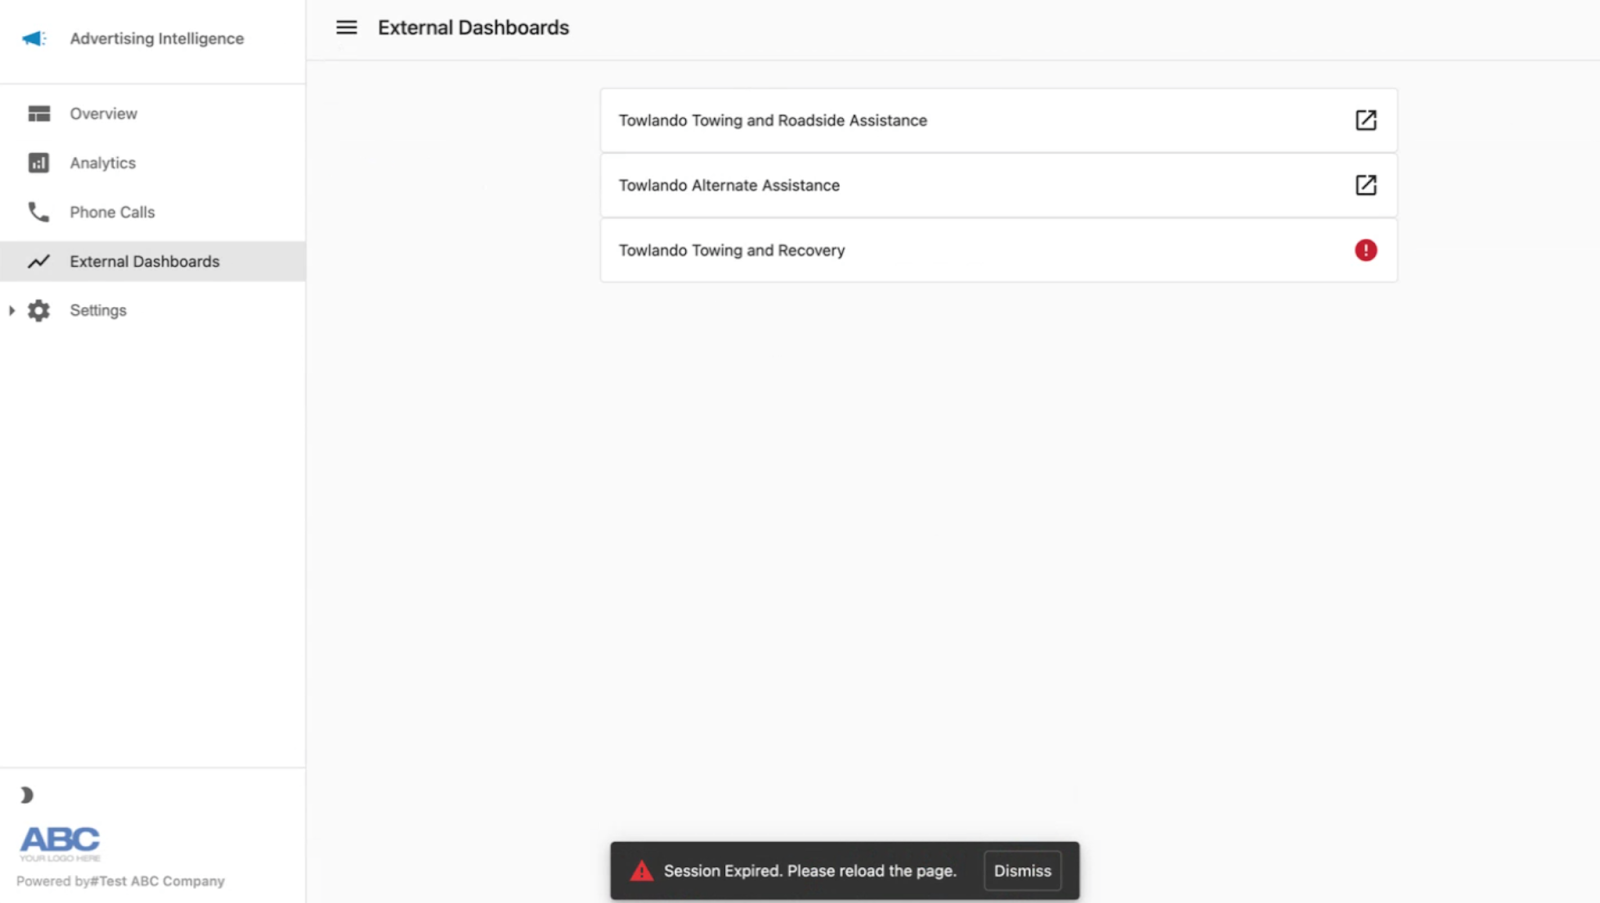 Advertising Intelligence
External Dashboards
Overview
Analytics
Phone Calls
External Dashboards
Settings
Towlando Towing and Roadside Assistance
Towlando Alternate Assistance
Towlando Towing and Recovery
ABC
YOUR LOGO HERE
Powered by#Test ABC Company
Session Expired. Please reload the page.
Dismiss